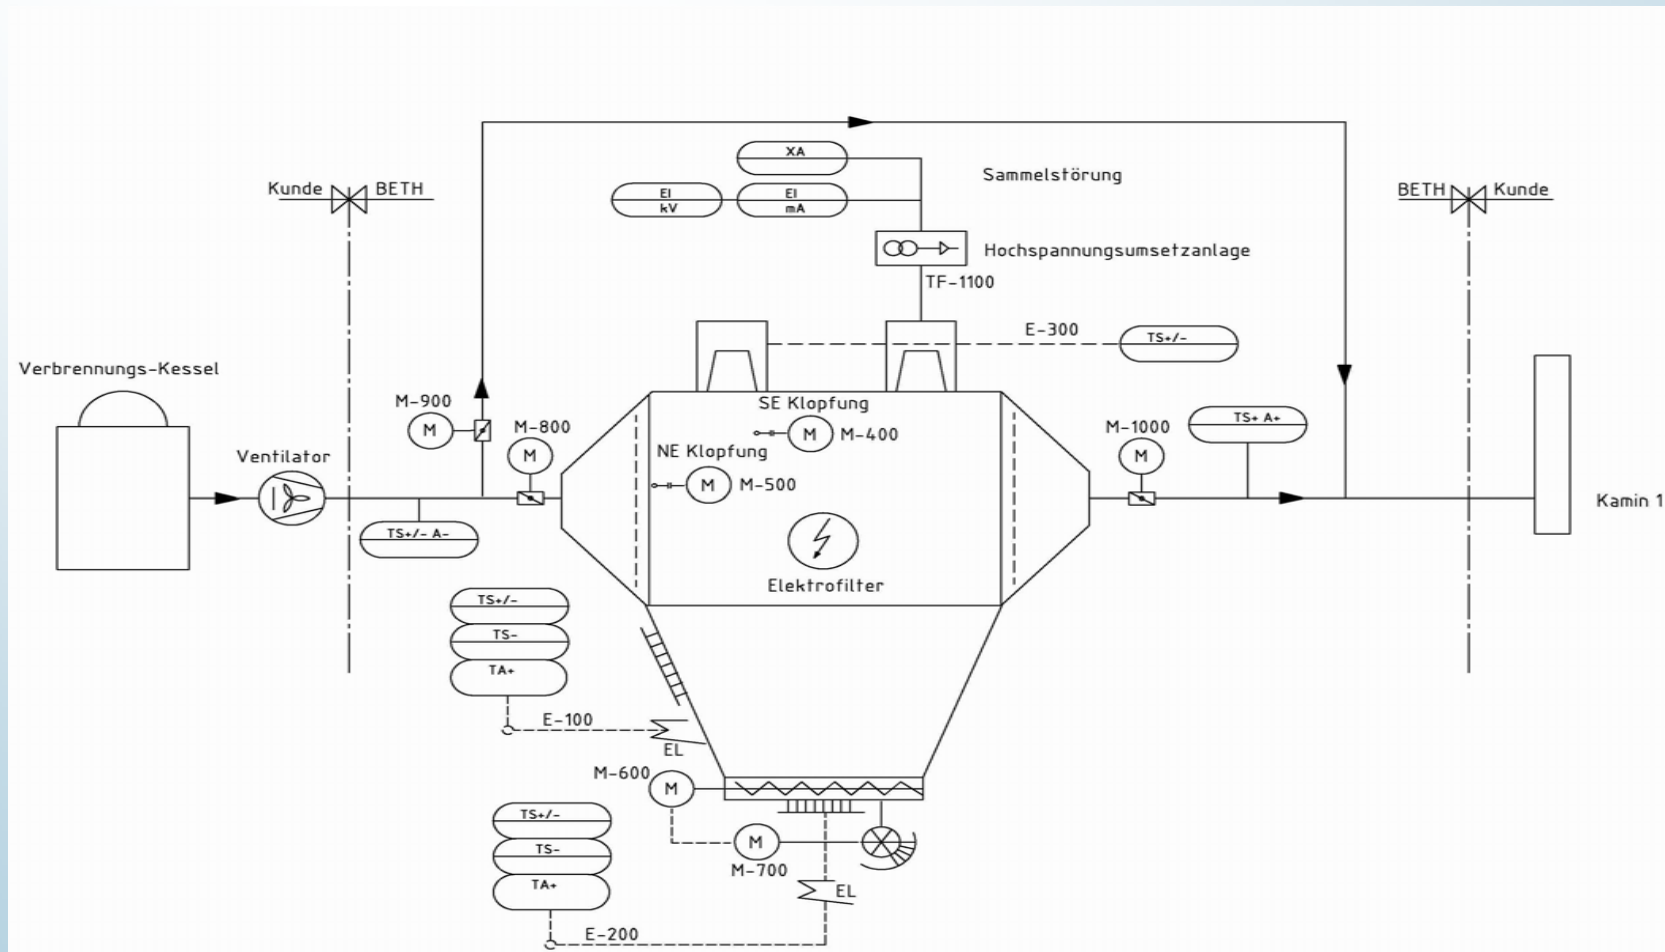 XA
Sammelstörung
Kunde BETH
EI
kV
EI
mA
BETH Kunde
Hochspannungsumsetzanlage
TF-1100
E-300
TS+/-
Verbrennungs-Kessel
M-900
M
SE Klopfung
M
M-400
TS+ A+
M-800
M
M-1000
M
NE Klopfung
M
M-500
Ventilator
Kamin 1
TS+/- A-
Elektrofilter
TS+/-
TS-
TA+
E-100
EL
M-600
M
TS+/-
TS-
TA+
M
M-700
EL
E-200